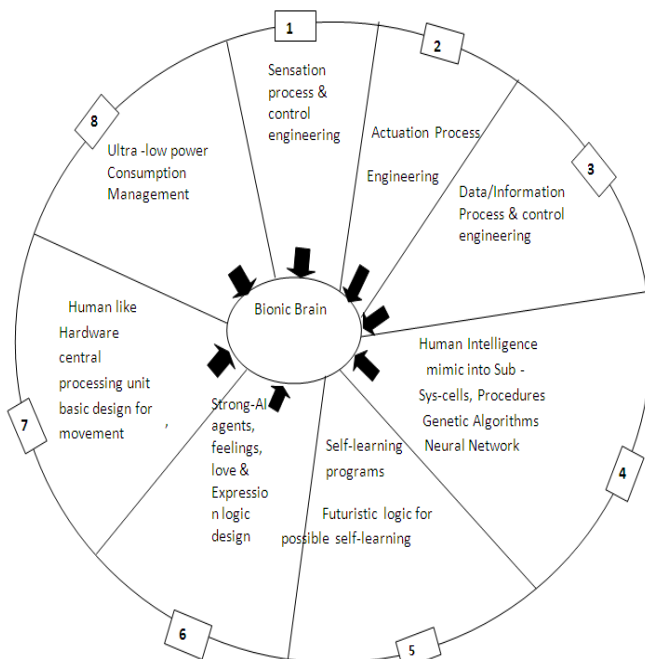 1
Sensation
process &
control
engineering
2
Actuation Process
Engineering
3
Data/Information
Process & control
engineering
Human Intelligence
mimic into Sub -
Sys-cells, Procedures
Genetic Algorithms
Neural Network
4
Self-learning
programs
Futuristic logic for
possible self-learning
5
Strong-AI
agents,
feelings,
love &
Expressio
n logic
design
6
Human like
Hardware
central
processing unit
basic design for
movement ,
7
8
Ultra -low power
Consumption
Management
Bionic Brain